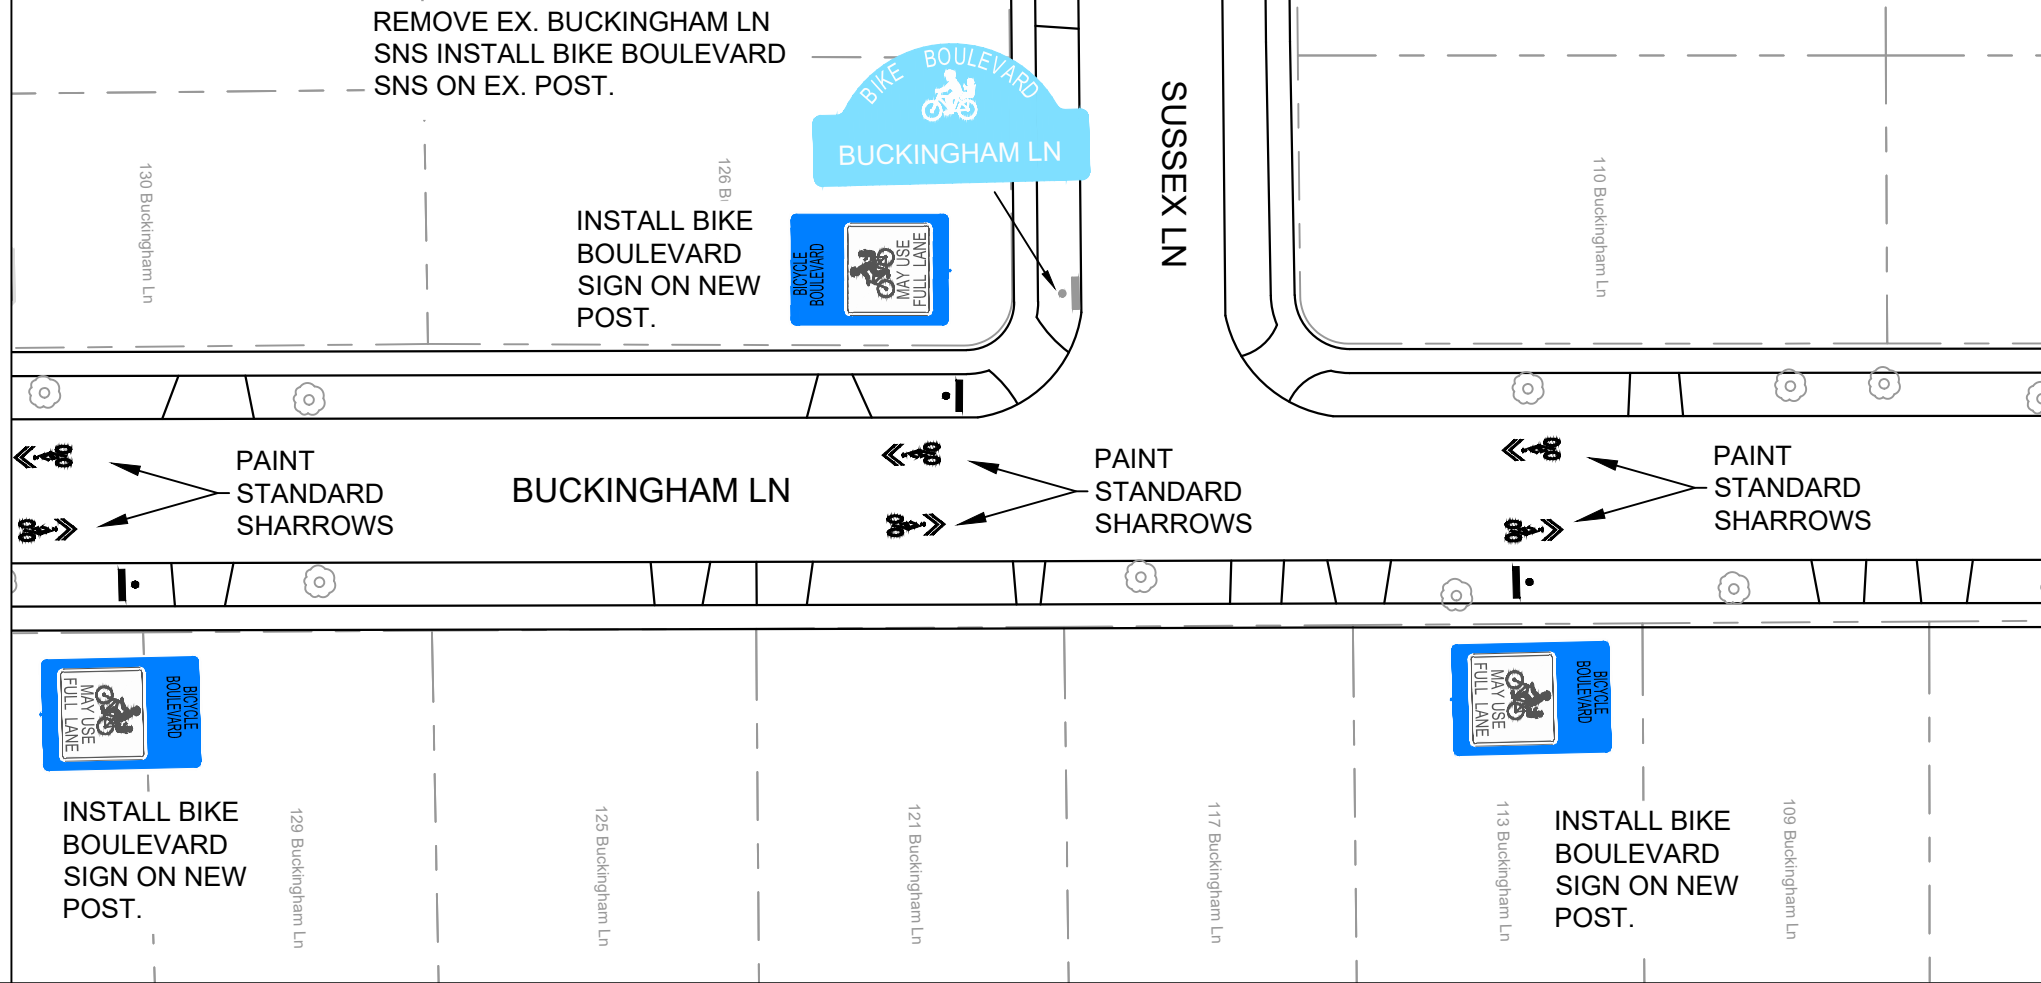 REMOVE EX. BUCKINGHAM LN
SNS INSTALL BIKE BOULEVARD
SNS ON EX. POST.
BIKE BOULEVARD
BUCKINGHAM LN
SUSSEX LN
130 Buckingham Ln
126 B
110 Buckingham Ln
INSTALL BIKE
BOULEVARD
SIGN ON NEW
POST.
BICYCLE
BOULEVARD
MAY USE
FULL LANE
PAINT
STANDARD
SHARROWS
BUCKINGHAM LN
PAINT
STANDARD
SHARROWS
PAINT
STANDARD
SHARROWS
BICYCLE
BOULEVARD
MAY USE
FULL LANE
BICYCLE
BOULEVARD
MAY USE
FULL LANE
INSTALL BIKE
BOULEVARD
SIGN ON NEW
POST.
129 Buckingham Ln
125 Buckingham Ln
121 Buckingham Ln
117 Buckingham Ln
113 Buckingham Ln
INSTALL BIKE
BOULEVARD
SIGN ON NEW
POST.
109 Buckingham Ln